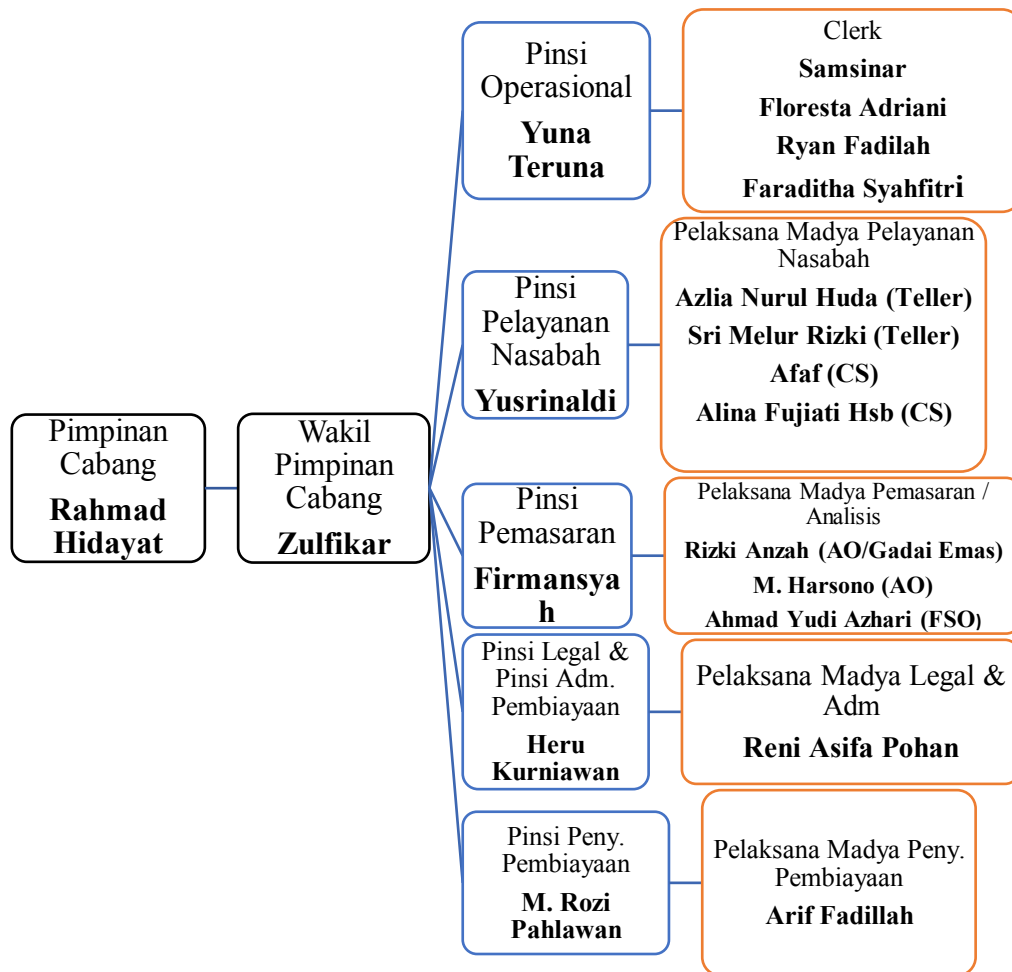 Pimpinan
Cabang
Rahmad
Hidayat
Wakil
Pimpinan
Cabang
Zulfikar
Pinsi
Operasional
Yuna
Teruna
Clerk
Samsinar
Floresta Adriani
Ryan Fadilah
Faraditha Syahfitri
Pinsi
Pelayanan
Nasabah
Yusrinaldi
Pelaksana Madya Pelayanan
Nasabah
Azlia Nurul Huda (Teller)
Sri Melur Rizki (Teller)
Afaf (CS)
Alina Fujiati Hsb (CS)
Pinsi
Pemasaran
Firmansya
h
Pelaksana Madya Pemasaran /
Analisis
Rizki Anzah (AO/Gadai Emas)
M. Harsono (AO)
Ahmad Yudi Azhari (FSO)
Pinsi Legal &
Pinsi Adm.
Pembiayaan
Heru
Kurniawan
Pelaksana Madya Legal &
Adm
Reni Asifa Pohan
Pinsi Peny.
Pembiayaan
M. Rozi
Pahlawan
Pelaksana Madya Peny.
Pembiayaan
Arif Fadillah